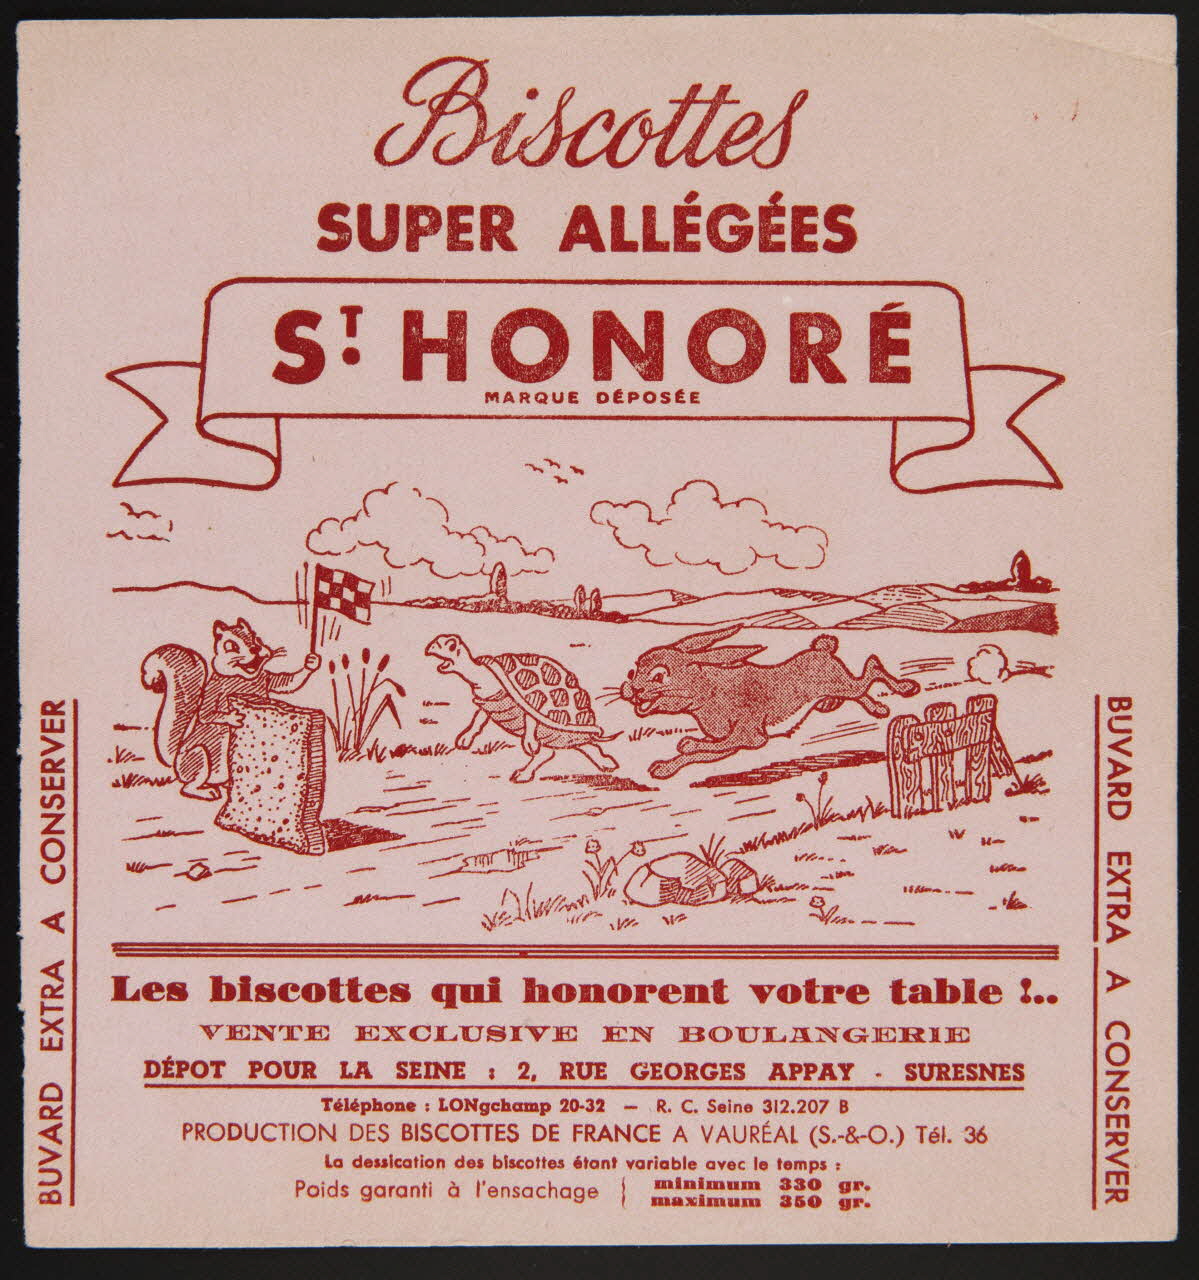 Biscottes
SUPER ALLÉGÉES
ST. HONORÉ
MARQUE DÉPOSÉE
BUVARD EXTRA A CONSERVER
BUVARD EXTRA A CONSERVER
Les biscottes qui honorent votre table !..
VENTE EXCLUSIVE EN BOULANGERIE
DÉPOT POUR LA SEINE : 2, RUE GEORGES APPAY - SURESNES
Téléphone : LONgchamp 20-32 — R. C. Seine 312.207 B
PRODUCTION DES BISCOTTES DE FRANCE A VAURÉAL (S.-&-O.) Tél. 36
La dessication des biscottes étant variable avec le temps :
Poids garanti à l'ensachage { minimum 330 gr.
maximum 350 gr.